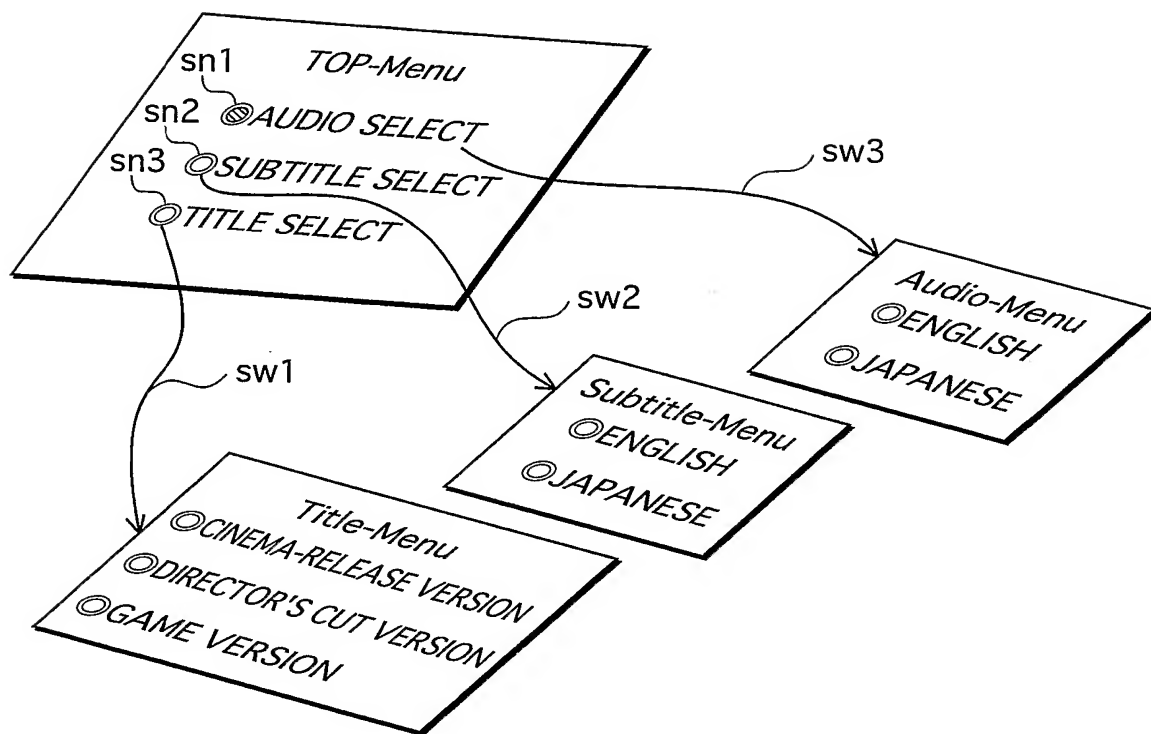 TOP-Menu
sn1
AUDIO SELECT
sn2
SUBTITLE SELECT
sn3
TITLE SELECT
sw3
sw2
sw1
Audio-Menu
ENGLISH
JAPANESE
Subtitle-Menu
ENGLISH
JAPANESE
Title-Menu
CINEMA-RELEASE VERSION
DIRECTOR'S CUT VERSION
GAME VERSION